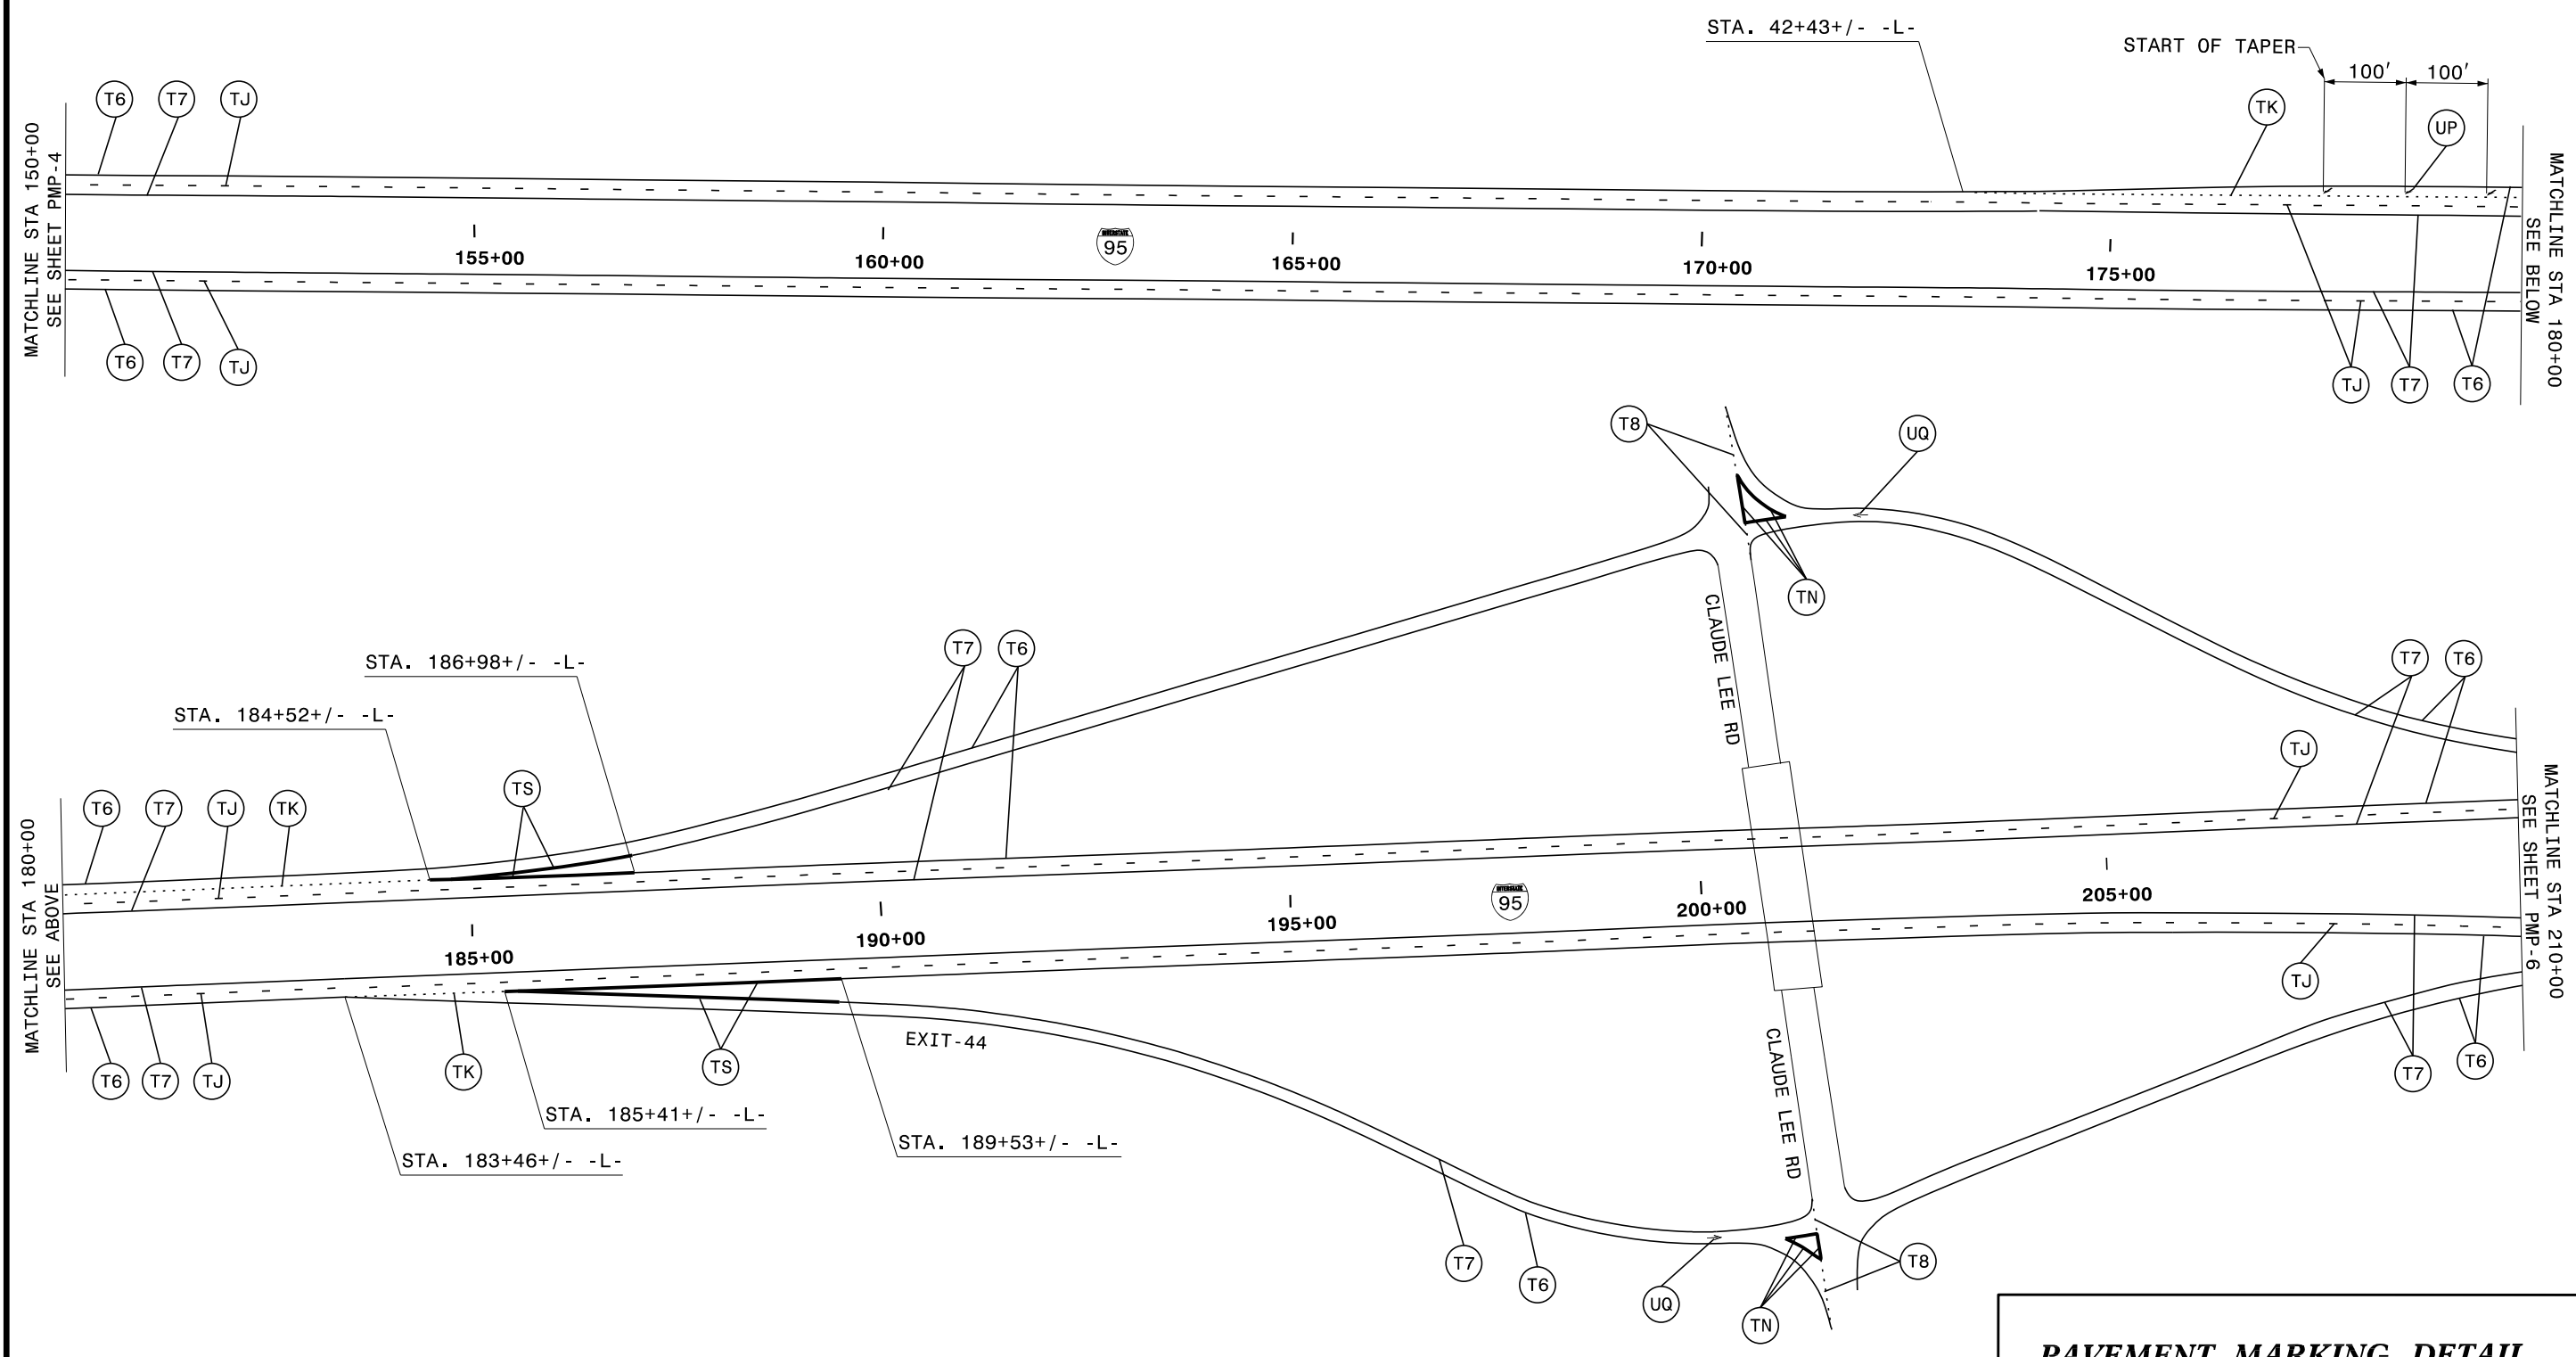 STA. 42+43+/- -L-
START OF TAPER
100' 100'
T6 T7 TJ
TK
UP
MATCHLINE STA 150+00
SEE SHEET PMP-4
MATCHLINE STA 180+00
SEE BELOW
INTERSTATE
95
155+00 160+00 165+00 170+00 175+00
T6 T7 TJ
TJ T7 T6
T8
UQ
TN
CLAUDE LEE RD
T7 T6
T7 T6
STA. 186+98+/- -L-
STA. 184+52+/- -L-
TJ
TS
T6 T7 TJ TK
MATCHLINE STA 180+00
SEE ABOVE
MATCHLINE STA 210+00
SEE SHEET PMP-6
INTERSTATE
95
185+00 190+00 195+00 200+00 205+00
TJ
EXIT-44
T6 T7 TJ
TK
TS
T7 T6
CLAUDE LEE RD
STA. 185+41+/- -L-
STA. 189+53+/- -L-
STA. 183+46+/- -L-
T7 T6
UQ
TN
T8
PAVEMENT MARKING DETAIL